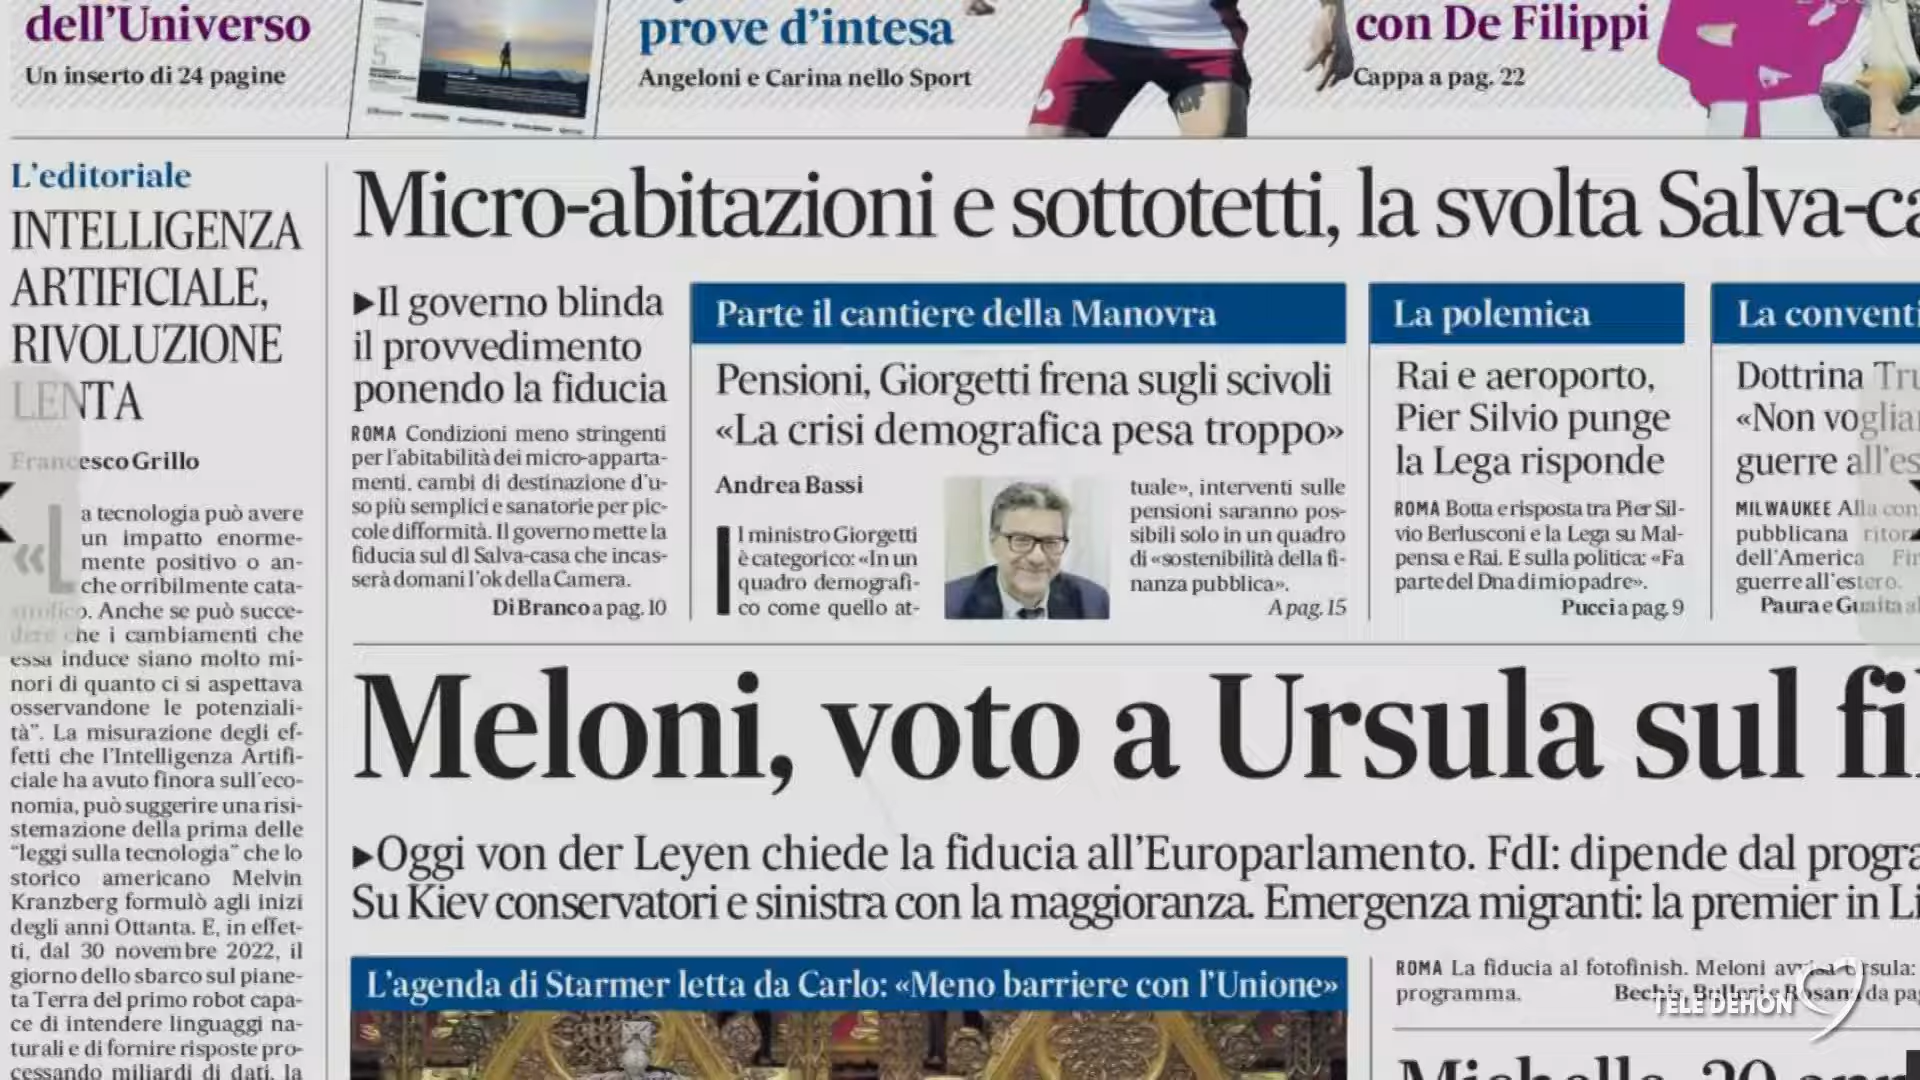 dell'Universo
Un inserto di 24 pagine
prove d'intesa
Angeloni e Carina nello Sport
con De Filippi
Cappa a pag. 22
L'editoriale
INTELLIGENZA
ARTIFICIALE,
RIVOLUZIONE
LENTA
Francesco Grillo
«La tecnologia può avere
un impatto enorme-
mente positivo o an-
che orribilmente cata-
strofico. Anche se può succe-
dere che i cambiamenti che
essa induce siano molto mi-
nori di quanto ci si aspettava
osservandone le potenziali-
tà". La misurazione degli ef-
fetti che l'Intelligenza Artifi-
ciale ha avuto finora sull'eco-
nomia, può suggerire una risi-
stemazione della prima delle
"leggi sulla tecnologia" che lo
storico americano Melvin
Kranzberg formulò agli inizi
degli anni Ottanta. E, in effet-
ti, dal 30 novembre 2022, il
giorno dello sbarco sul piane-
ta Terra del primo robot capa-
ce di intendere linguaggi na-
turali e di fornire risposte pro-
cessando miliardi di dati, la
Micro-abitazioni e sottotetti, la svolta Salva-ca
▶Il governo blinda
il provvedimento
ponendo la fiducia
ROMA Condizioni meno stringenti
per l'abitabilità dei micro-apparta-
menti, cambi di destinazione d'u-
so più semplici e sanatorie per pic-
cole difformità. Il governo mette la
fiducia sul dl Salva-casa che incas-
serà domani l'ok della Camera.
Di Branco a pag. 10
Parte il cantiere della Manovra
Pensioni, Giorgetti frena sugli scivoli
«La crisi demografica pesa troppo»
Andrea Bassi
Il ministro Giorgetti
è categorico: «In un
quadro demografi-
co come quello at-
tuale», interventi sulle
pensioni saranno pos-
sibili solo in un quadro
di «sostenibilità della fi-
nanza pubblica».
A pag. 15
La polemica
Rai e aeroporto,
Pier Silvio punge
la Lega risponde
ROMA Botta e risposta tra Pier Sil-
vio Berlusconi e la Lega su Mal-
pensa e Rai. E sulla politica: «Fa
parte del Dna di mio padre».
Pucci a pag. 9
La conventi
Dottrina Tru
«Non voglia
guerre all'es
MILWAUKEE Alla con
pubblicana ritor
dell'America Fin
guerre all'estero.
Paura e Guaita a
Meloni, voto a Ursula sul fil
▶Oggi von der Leyen chiede la fiducia all'Europarlamento. FdI: dipende dal progra
Su Kiev conservatori e sinistra con la maggioranza. Emergenza migranti: la premier in Li
L'agenda di Starmer letta da Carlo: «Meno barriere con l'Unione»
ROMA La fiducia al fotofinish. Meloni avvisa Ursula:
programma. Bechis, Bulleri e Rosana da pag
TELE DEHON